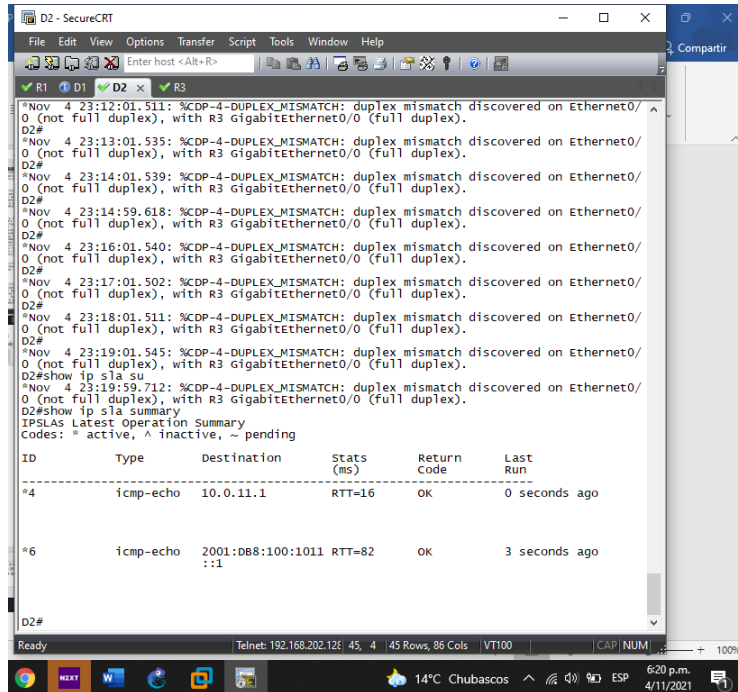 D2 - SecureCRT
File Edit View Options Transfer Script Tools Window Help
Compartir
Enter host <Alt+R>
R1 D1 D2 R3
*Nov  4 23:12:01.511: %CDP-4-DUPLEX_MISMATCH: duplex mismatch discovered on Ethernet0/
0 (not full duplex), with R3 GigabitEthernet0/0 (full duplex).
D2#
*Nov  4 23:13:01.535: %CDP-4-DUPLEX_MISMATCH: duplex mismatch discovered on Ethernet0/
0 (not full duplex), with R3 GigabitEthernet0/0 (full duplex).
D2#
*Nov  4 23:14:01.539: %CDP-4-DUPLEX_MISMATCH: duplex mismatch discovered on Ethernet0/
0 (not full duplex), with R3 GigabitEthernet0/0 (full duplex).
D2#
*Nov  4 23:14:59.618: %CDP-4-DUPLEX_MISMATCH: duplex mismatch discovered on Ethernet0/
0 (not full duplex), with R3 GigabitEthernet0/0 (full duplex).
D2#
*Nov  4 23:16:01.540: %CDP-4-DUPLEX_MISMATCH: duplex mismatch discovered on Ethernet0/
0 (not full duplex), with R3 GigabitEthernet0/0 (full duplex).
D2#
*Nov  4 23:17:01.502: %CDP-4-DUPLEX_MISMATCH: duplex mismatch discovered on Ethernet0/
0 (not full duplex), with R3 GigabitEthernet0/0 (full duplex).
D2#
*Nov  4 23:18:01.511: %CDP-4-DUPLEX_MISMATCH: duplex mismatch discovered on Ethernet0/
0 (not full duplex), with R3 GigabitEthernet0/0 (full duplex).
D2#
*Nov  4 23:19:01.545: %CDP-4-DUPLEX_MISMATCH: duplex mismatch discovered on Ethernet0/
0 (not full duplex), with R3 GigabitEthernet0/0 (full duplex).
D2#show ip sla su
*Nov  4 23:19:59.712: %CDP-4-DUPLEX_MISMATCH: duplex mismatch discovered on Ethernet0/
0 (not full duplex), with R3 GigabitEthernet0/0 (full duplex).
D2#show ip sla summary
IPSLAs Latest Operation Summary
Codes: * active, ^ inactive, ~ pending
ID Type Destination Stats Return Last
(ms) Code Run
-----------------------------------------------------------------------
*4 icmp-echo 10.0.11.1 RTT=16 OK 0 seconds ago
*6 icmp-echo 2001:DB8:100:1011 RTT=82 OK 3 seconds ago
::1
D2#
Ready Telnet: 192.168.202.128 45, 4 45 Rows, 86 Cols VT100 CAP NUM
100%
NZXT 14°C Chubascos ESP 6:20 p.m.
4/11/2021